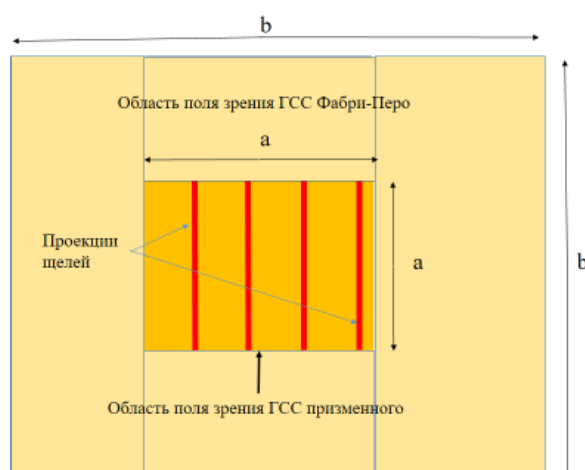 b
Область поля зрения ГСС Фабри-Перо
a
Проекции
щелей
a
b
Область поля зрения ГСС призменного